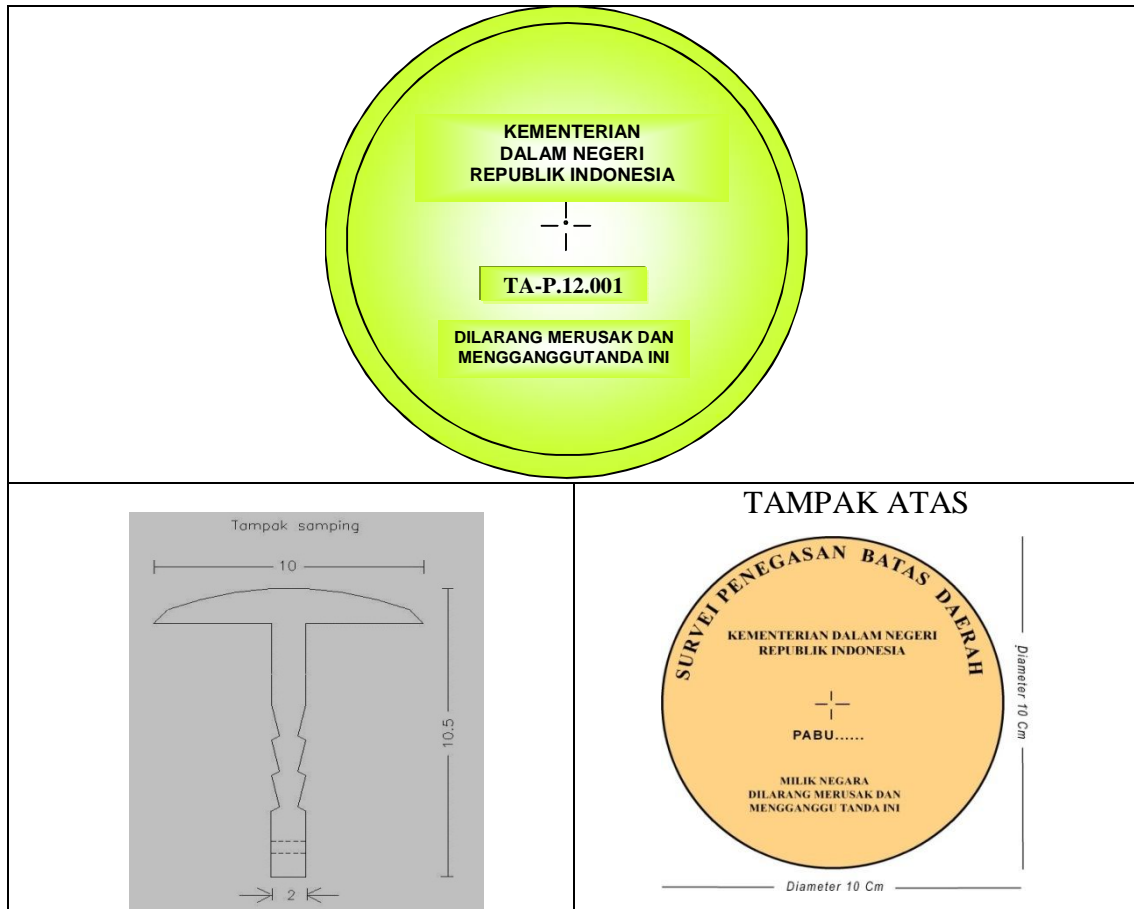 KEMENTERIAN
DALAM NEGERI
REPUBLIK INDONESIA
TA-P.12.001
DILARANG MERUSAK DAN
MENGGANGGUTANDA INI
Tampak samping
10
10.5
2
TAMPAK ATAS
SURVEI PENEGASAN BATAS DAERAH
KEMENTERIAN DALAM NEGERI
REPUBLIK INDONESIA
PABU......
MILIK NEGARA
DILARANG MERUSAK DAN
MENGGANGGU TANDA INI
Diameter 10 Cm
Diameter 10 Cm